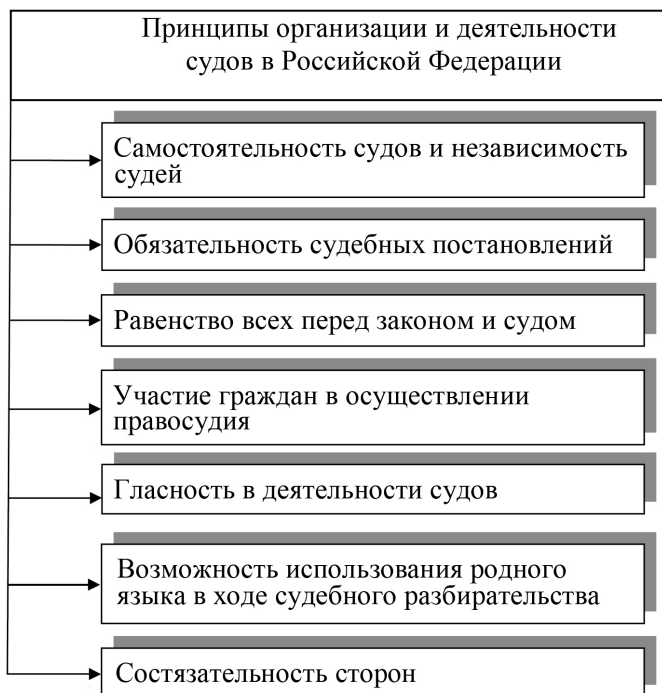 Принципы организации и деятельности
судов в Российской Федерации
Самостоятельность судов и независимость
судей
Обязательность судебных постановлений
Равенство всех перед законом и судом
Участие граждан в осуществлении
правосудия
Гласность в деятельности судов
Возможность использования родного
языка в ходе судебного разбирательства
Состязательность сторон